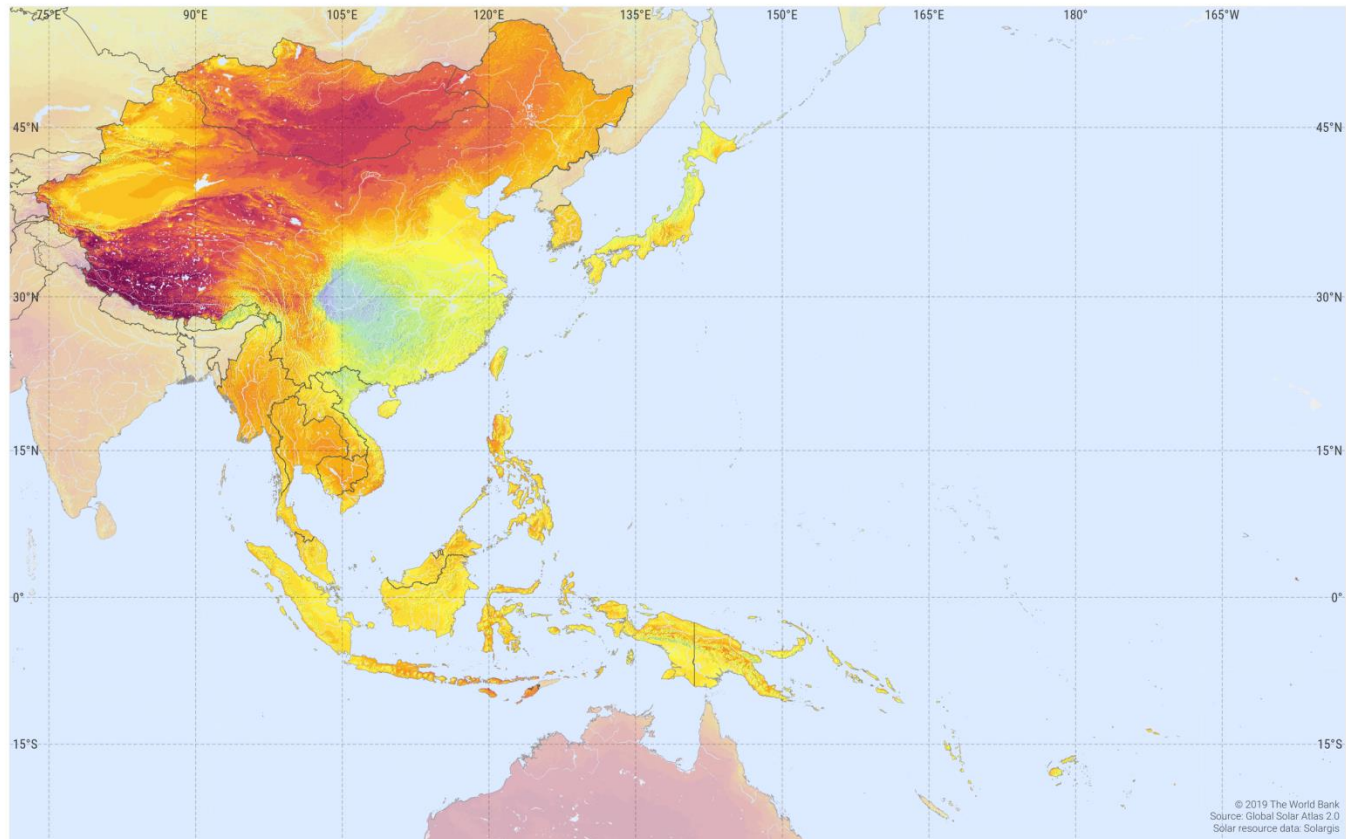 75°E 90°E 105°E 120°E 135°E 150°E 165°E 180° 165°W
45°N 45°N
30°N 30°N
15°N 15°N
0° 0°
15°S 15°S
© 2019 The World Bank
Source: Global Solar Atlas 2.0
Solar resource data: Solargis